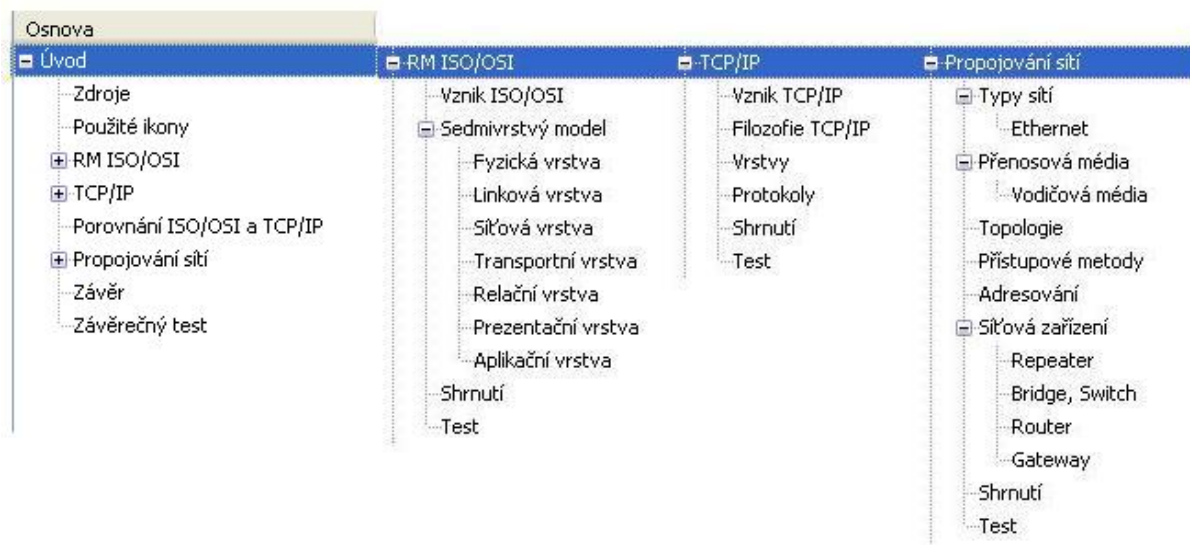 Osnova
Úvod
Zdroje
Použité ikony
RM ISO/OSI
TCP/IP
Porovnání ISO/OSI a TCP/IP
Propojování sítí
Závěr
Závěrečný test
RM ISO/OSI
Vznik ISO/OSI
Sedmivrstvý model
Fyzická vrstva
Linková vrstva
Síťová vrstva
Transportní vrstva
Relační vrstva
Prezentační vrstva
Aplikační vrstva
Shrnutí
Test
TCP/IP
Vznik TCP/IP
Filozofie TCP/IP
Vrstvy
Protokoly
Shrnutí
Test
Propojování sítí
Typy sítí
Ethernet
Přenosová média
Vodičová média
Topologie
Přístupové metody
Adresování
Síťová zařízení
Repeater
Bridge, Switch
Router
Gateway
Shrnutí
Test